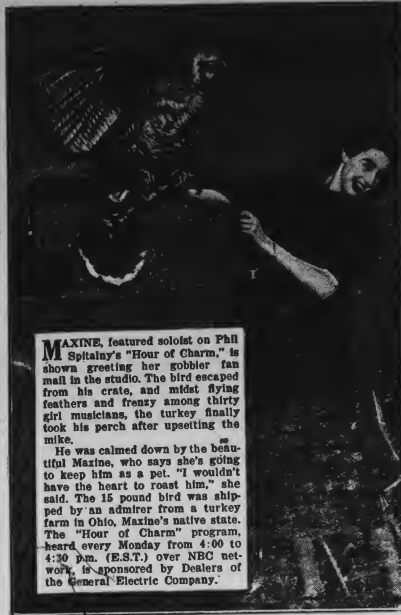 MAXINE, featured soloist on Phil
Spitalny's "Hour of Charm," is
shown greeting her gobbler fan
mail in the studio. The bird escaped
from his crate, and midst flying
feathers and frenzy among thirty
girl musicians, the turkey finally
took his perch after upsetting the
mike.
He was calmed down by the beau-
tiful Maxine, who says she's going
to keep him as a pet. "I wouldn't
have the heart to roast him," she
said. The 15 pound bird was ship-
ped by an admirer from a turkey
farm in Ohio, Maxine's native state.
The "Hour of Charm" program,
heard every Monday from 4:00 to
4:30 p.m. (E.S.T.) over NBC net-
work, is sponsored by Dealers of
the General Electric Company.